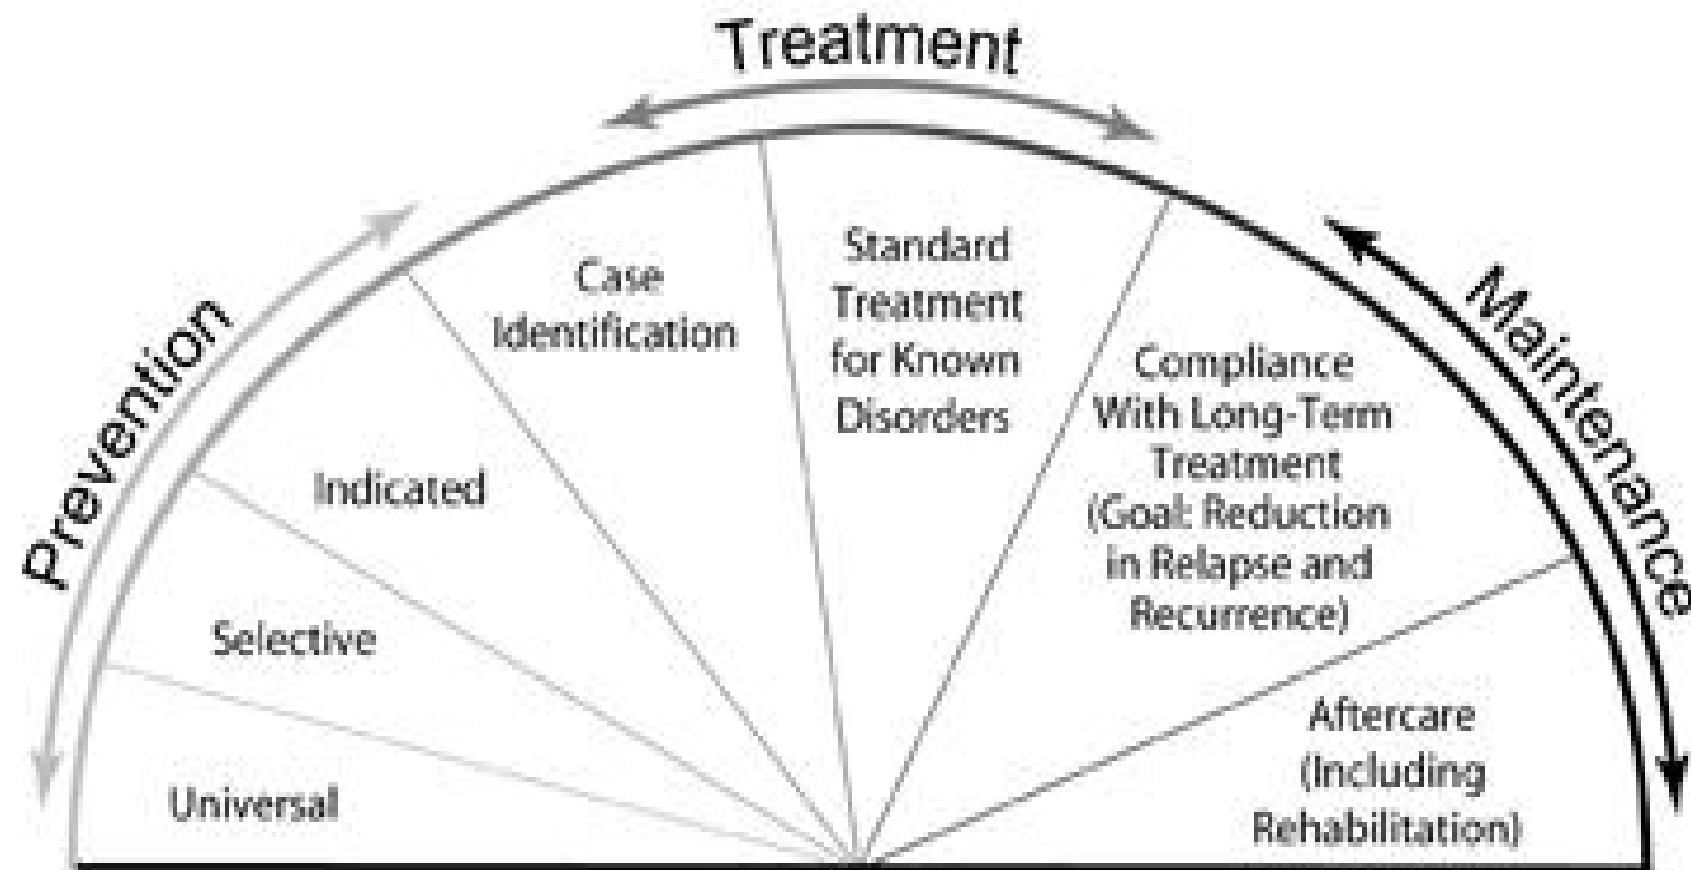 Treatment
Prevention
Maintenance
Universal
Selective
Indicated
Case
Identification
Standard
Treatment
for Known
Disorders
Compliance
With Long-Term
Treatment
(Goal: Reduction
in Relapse and
Recurrence)
Aftercare
(Including
Rehabilitation)